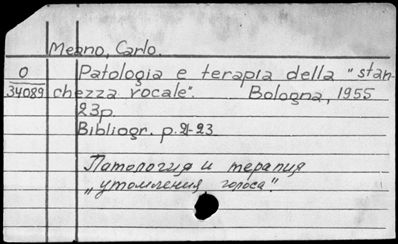 Meano, Carlo.
0 Patologia e terapia della "stan-
34089 chezza vocale". Bologna, 1955
23p.
Bibliogr. p. 21-23
Патология и терапия
„утомления голоса".